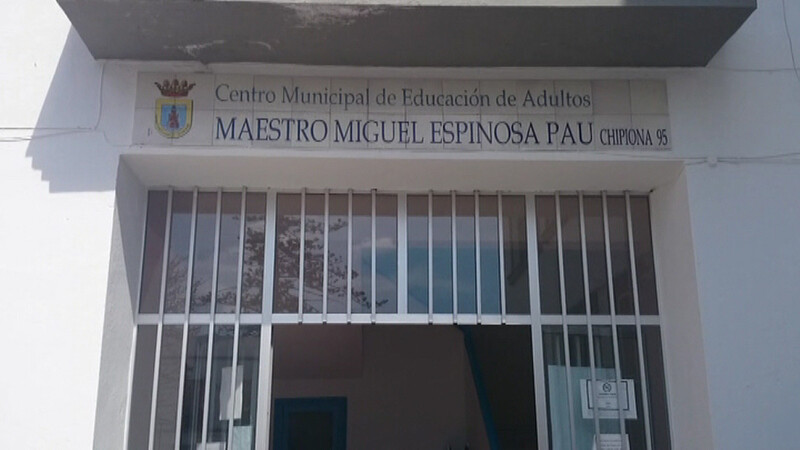 Centro Municipal de Educación de Adultos
MAESTRO MIGUEL ESPINOSA PAU CHIPIONA 95